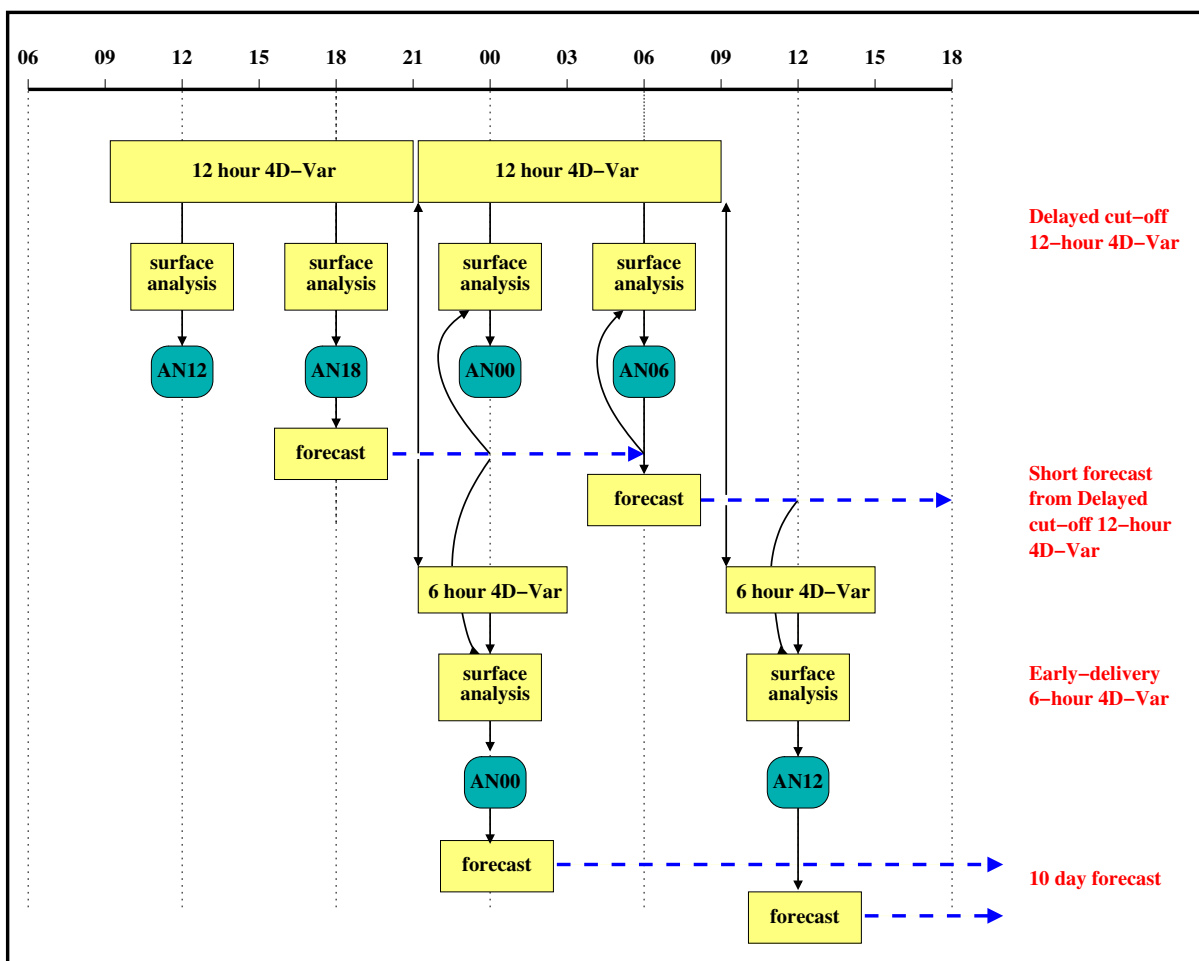 06 09 12 15 18 21 00 03 06 09 12 15 18
12 hour 4D−Var 12 hour 4D−Var
Delayed cut−off
12−hour 4D−Var
surface surface surface surface
analysis analysis analysis analysis
AN12 AN18 AN00 AN06
forecast
forecast
Short forecast
from Delayed
cut−off 12−hour
4D−Var
6 hour 4D−Var 6 hour 4D−Var
surface surface
analysis analysis
Early−delivery
6−hour 4D−Var
AN00 AN12
forecast
10 day forecast
forecast